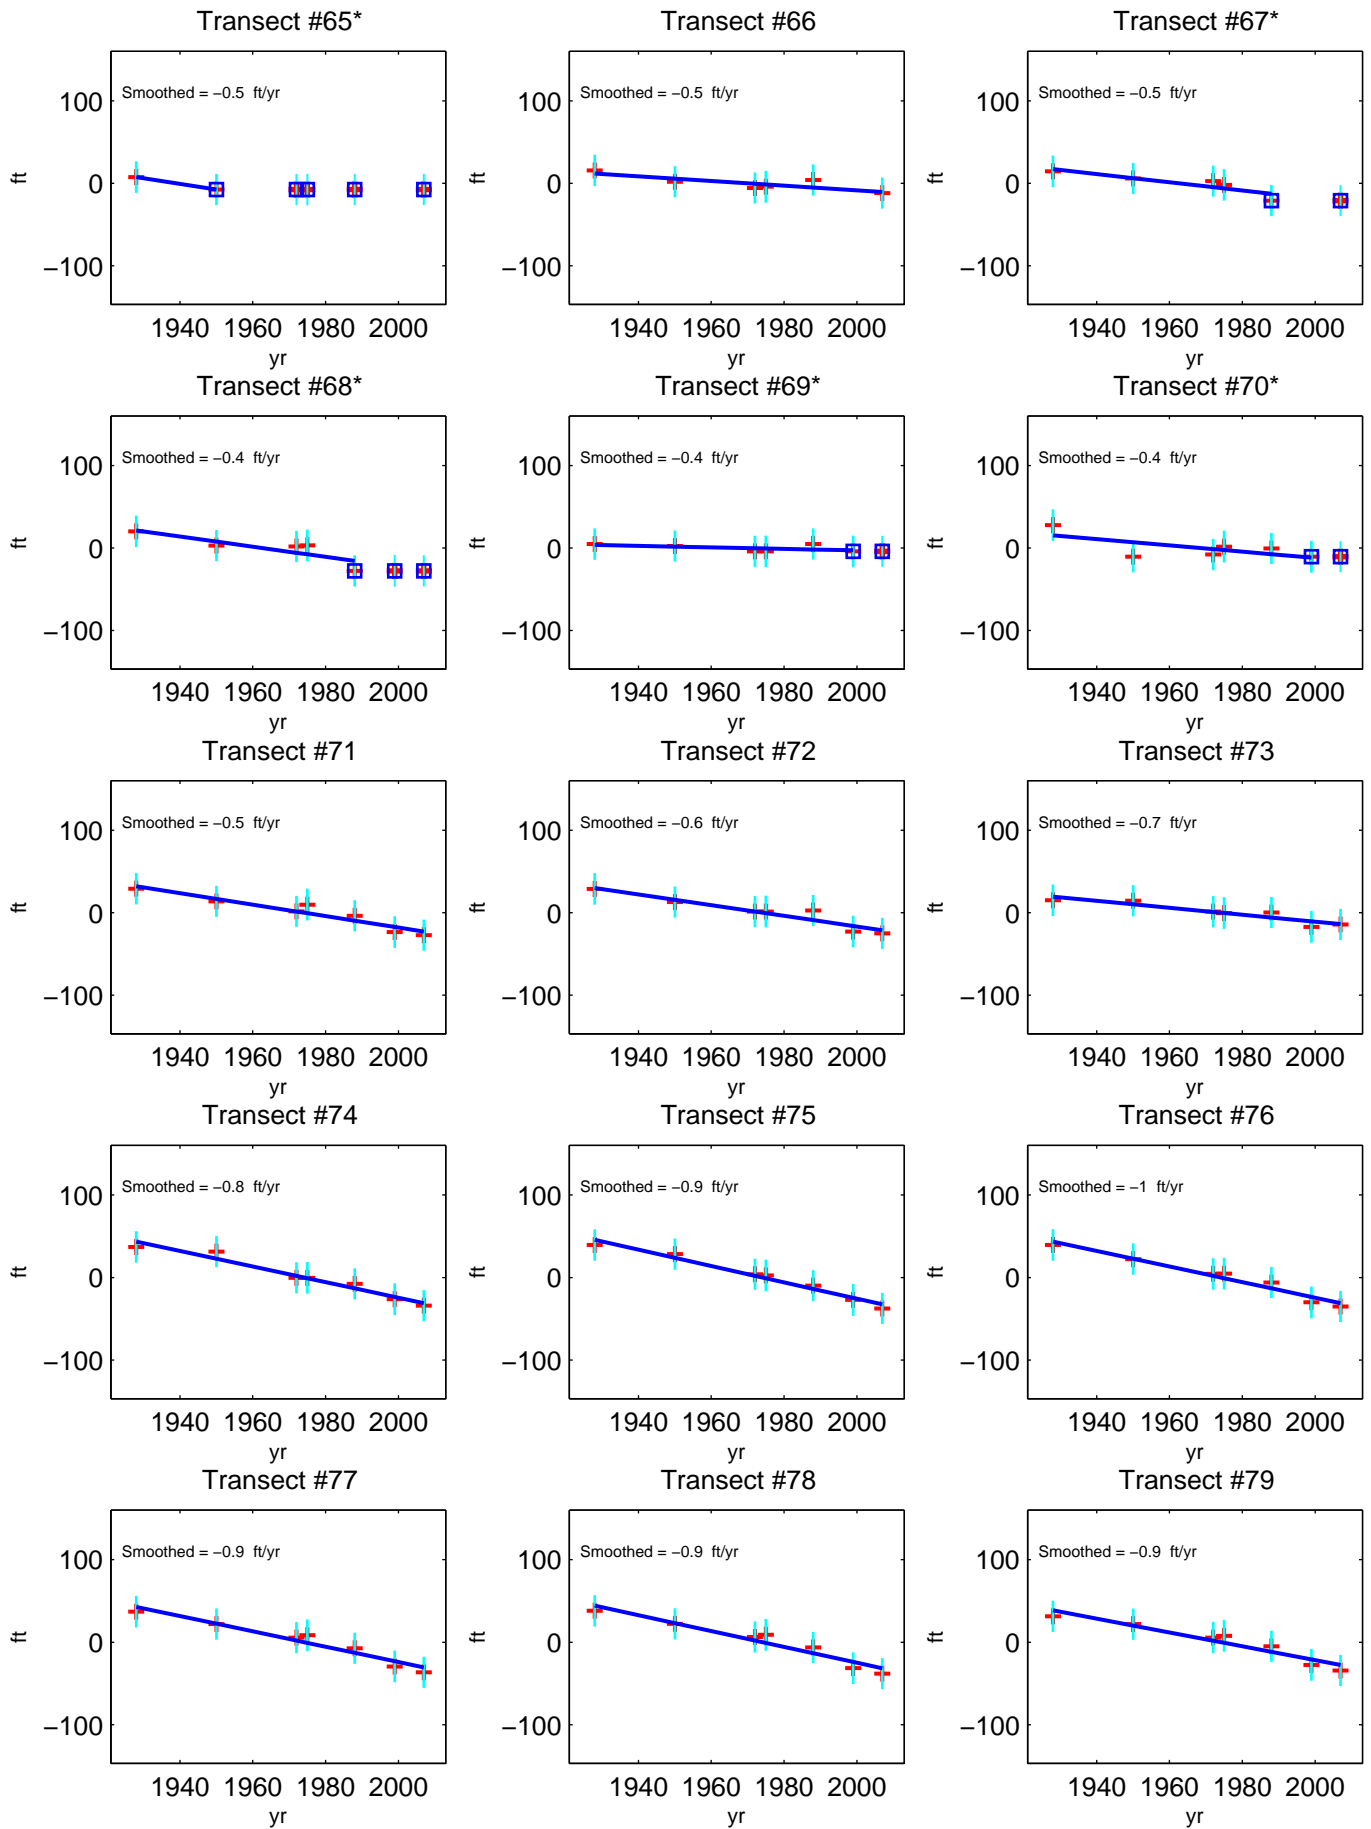 Transect #65* Transect #66 Transect #67*
Smoothed = −0.5 ft/yr Smoothed = −0.5 ft/yr Smoothed = −0.5 ft/yr
100 100 100
ft 0 ft 0 ft 0
−100 −100 −100
1940 1960 1980 2000 1940 1960 1980 2000 1940 1960 1980 2000
yr yr yr
Transect #68* Transect #69* Transect #70*
Smoothed = −0.4 ft/yr Smoothed = −0.4 ft/yr Smoothed = −0.4 ft/yr
100 100 100
ft 0 ft 0 ft 0
−100 −100 −100
1940 1960 1980 2000 1940 1960 1980 2000 1940 1960 1980 2000
yr yr yr
Transect #71 Transect #72 Transect #73
Smoothed = −0.5 ft/yr Smoothed = −0.6 ft/yr Smoothed = −0.7 ft/yr
100 100 100
ft 0 ft 0 ft 0
−100 −100 −100
1940 1960 1980 2000 1940 1960 1980 2000 1940 1960 1980 2000
yr yr yr
Transect #74 Transect #75 Transect #76
Smoothed = −0.8 ft/yr Smoothed = −0.9 ft/yr Smoothed = −1 ft/yr
100 100 100
ft 0 ft 0 ft 0
−100 −100 −100
1940 1960 1980 2000 1940 1960 1980 2000 1940 1960 1980 2000
yr yr yr
Transect #77 Transect #78 Transect #79
Smoothed = −0.9 ft/yr Smoothed = −0.9 ft/yr Smoothed = −0.9 ft/yr
100 100 100
ft 0 ft 0 ft 0
−100 −100 −100
1940 1960 1980 2000 1940 1960 1980 2000 1940 1960 1980 2000
yr yr yr